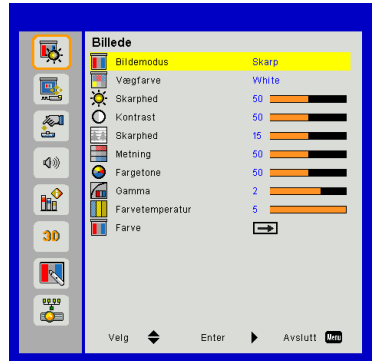 Billede
Bildemodus Skarp
Vægfarve White
Skarphed 50
Kontrast 50
Skarphed 15
Metning 50
Fargetone 50
Gamma 2
Farvetemperatur 5
Farve
3D
Velg Enter Avslutt Menu